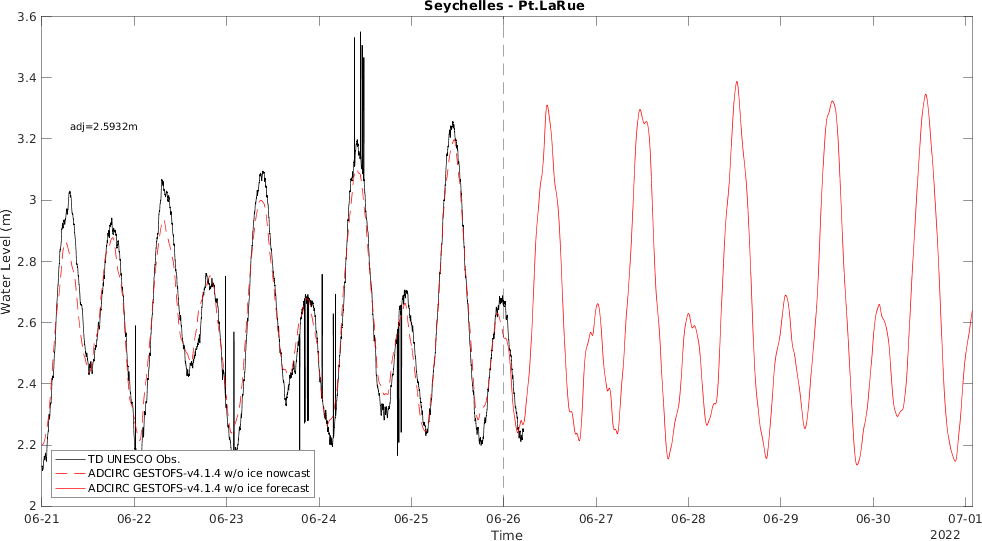 Seychelles - Pt.LaRue
Water Level (m)
3.6
3.4
3.2
3
2.8
2.6
2.4
2.2
2
adj=2.5932m
TD UNESCO Obs.
ADCIRC GESTOFS-v4.1.4 w/o ice nowcast
ADCIRC GESTOFS-v4.1.4 w/o ice forecast
06-21 06-22 06-23 06-24 06-25 06-26 06-27 06-28 06-29 06-30 07-01
Time
2022